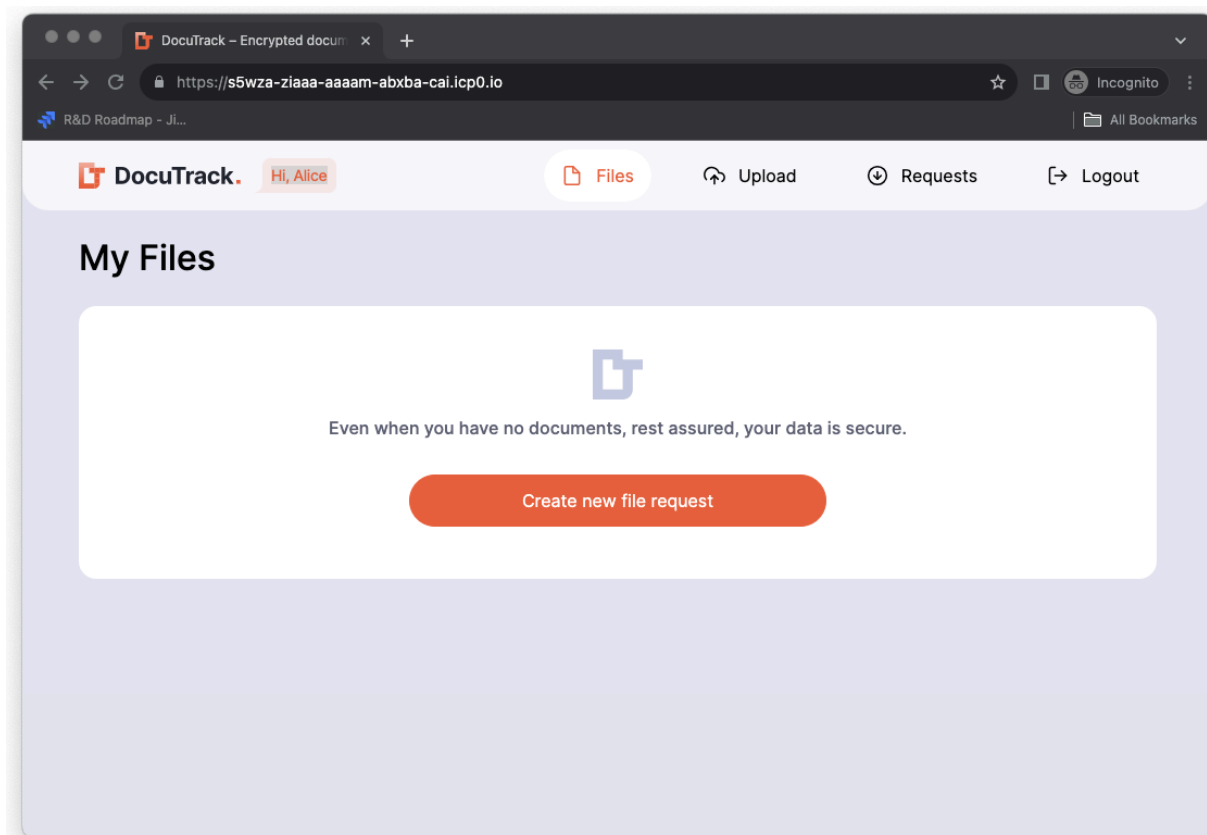 DocuTrack – Encrypted docum
https://s5wza-ziaaa-aaaam-abxba-cai.icp0.io
Incognito
R&D Roadmap - Ji...
All Bookmarks
DocuTrack.
Hi, Alice
Files
Upload
Requests
Logout
My Files
Even when you have no documents, rest assured, your data is secure.
Create new file request